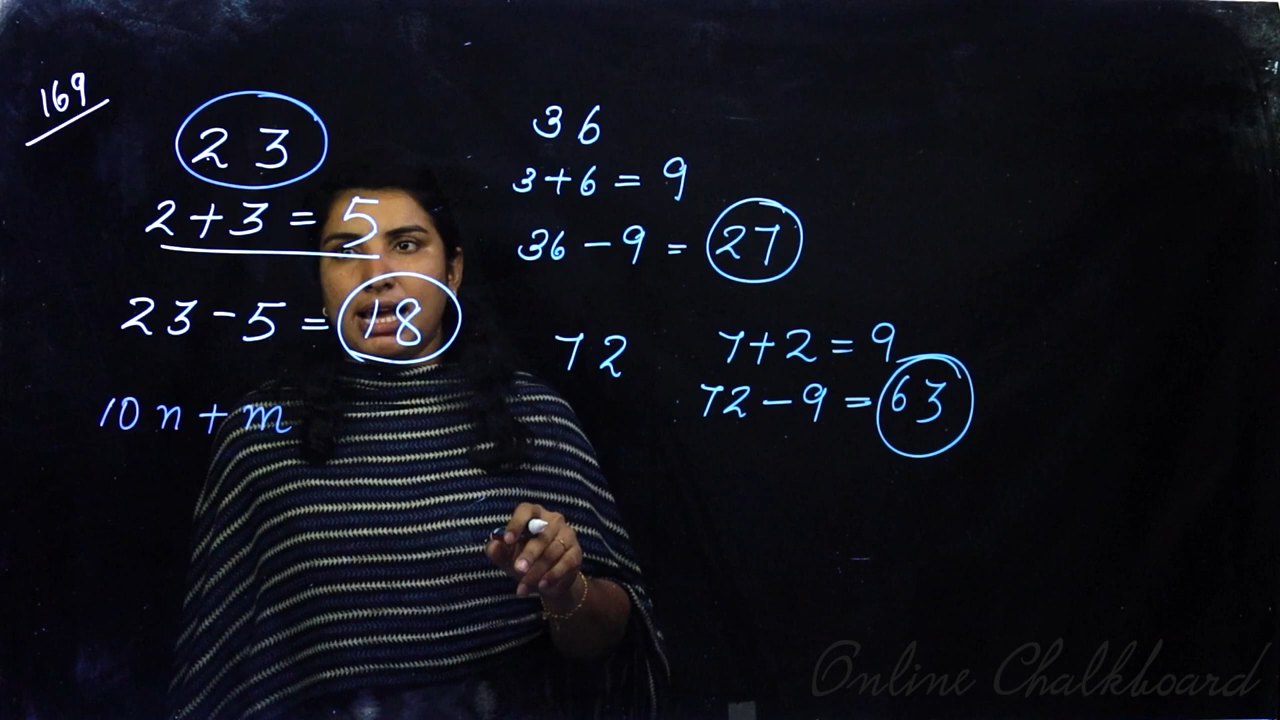 169
23
2+3 = 5
23-5 = 18
10n+m
36
3+6 = 9
36-9 = 27
72
7+2 = 9
72-9 = 63
Online Chalkboard